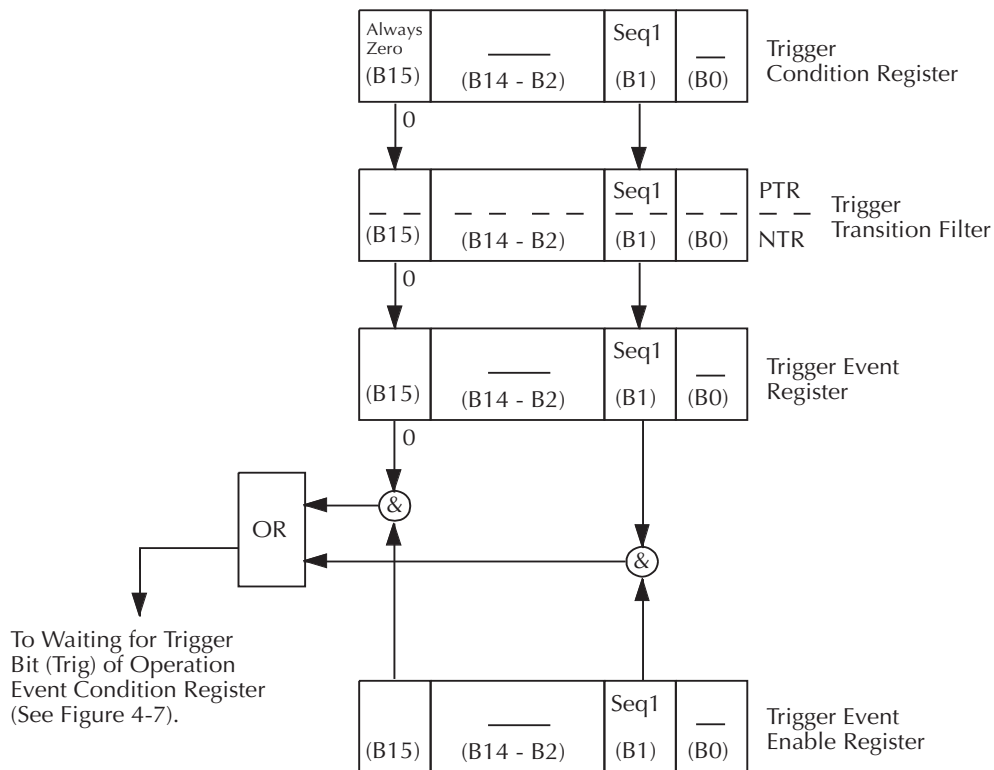 Always
Zero
(B15)
(B14 - B2)
Seq1
(B1)
(B0)
Trigger
Condition Register
0
(B15)
(B14 - B2)
Seq1
(B1)
(B0)
PTR
NTR
Trigger
Transition Filter
0
(B15)
(B14 - B2)
Seq1
(B1)
(B0)
Trigger Event
Register
0
&
OR
&
To Waiting for Trigger
Bit (Trig) of Operation
Event Condition Register
(See Figure 4-7).
(B15)
(B14 - B2)
Seq1
(B1)
(B0)
Trigger Event
Enable Register